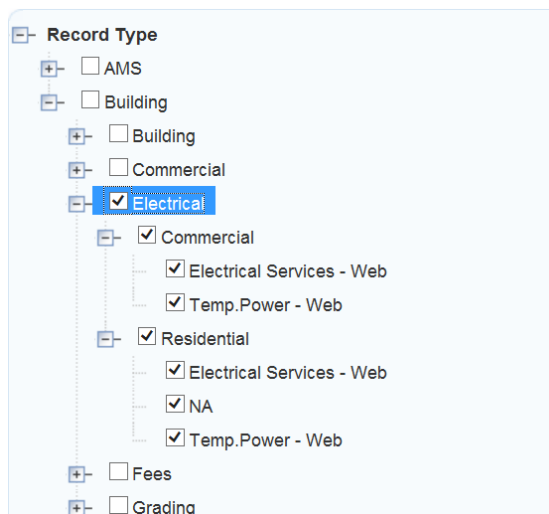 Record Type
AMS
Building
Building
Commercial
Electrical
Commercial
Electrical Services - Web
Temp.Power - Web
Residential
Electrical Services - Web
NA
Temp.Power - Web
Fees
Grading